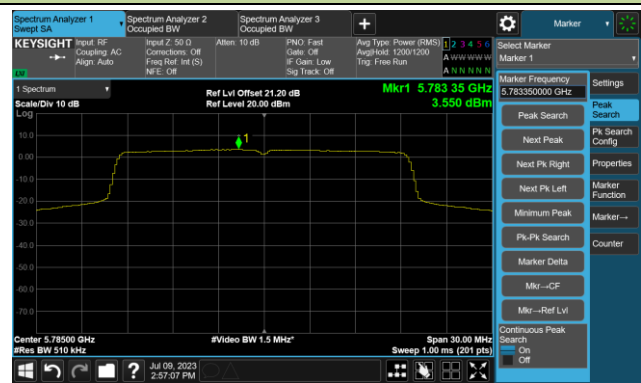 Spectrum Analyzer 1
Swept SA
Spectrum Analyzer 2
Occupied BW
Spectrum Analyzer 3
Occupied BW
+
Marker
KEYSIGHT
Input: RF
Coupling: AC
Align: Auto
Input Z: 50 Ω
Corrections: Off
Freq Ref: Int (S)
NFE: Off
Atten: 10 dB
PNO: Fast
Gate: Off
IF Gain: Low
Sig Track: Off
Avg Type: Power (RMS)
Avg|Hold: 1200/1200
Trig: Free Run
1 2 3 4 5 6
A W W W W W
A N N N N N
LXI
Select Marker
Marker 1
1 Spectrum
Scale/Div 10 dB
Log
Ref Lvl Offset 21.20 dB
Ref Level 20.00 dBm
Mkr1 5.783 35 GHz
3.550 dBm
1
10.0
0.00
-10.0
-20.0
-30.0
-40.0
-50.0
-60.0
-70.0
Center 5.78500 GHz
#Res BW 510 kHz
#Video BW 1.5 MHz*
Span 30.00 MHz
Sweep 1.00 ms (201 pts)
Marker Frequency
5.783350000 GHz
Peak Search
Next Peak
Next Pk Right
Next Pk Left
Minimum Peak
Pk-Pk Search
Marker Delta
Mkr→CF
Mkr→Ref Lvl
Continuous Peak
Search
On
Off
Settings
Peak
Search
Pk Search
Config
Properties
Marker
Function
Marker→
Counter
?
Jul 09, 2023
2:57:07 PM